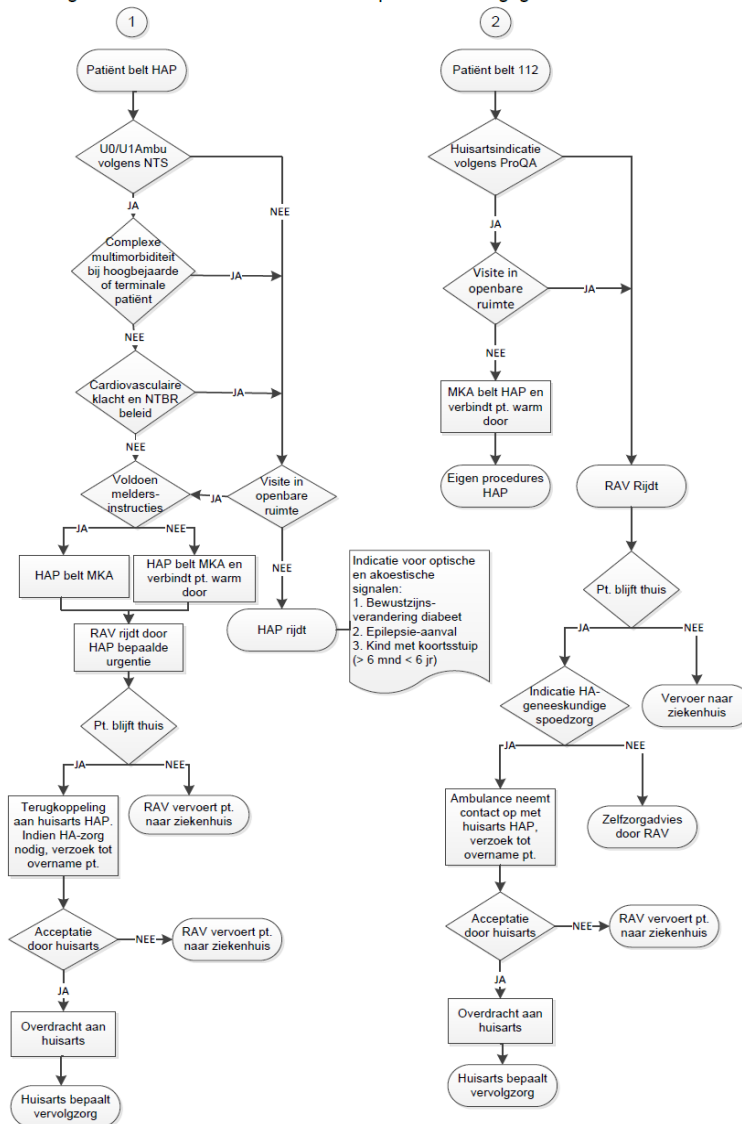 1
Patiënt belt HAP
U0/U1Ambu
volgens NTS
JA
NEE
Complexe
multimorbiditeit
bij hoogbejaarde
of terminale
patiënt
JA
NEE
Cardiovasculaire
klacht en NTBR
beleid
JA
NEE
Voldoen
melders-
instructies
JA
Visite in
openbare
ruimte
JA
NEE
NEE
HAP belt MKA
HAP belt MKA en
verbindt pt. warm
door
HAP rijdt
Indicatie voor optische
en akoestische
signalen:
1. Bewustzijns-
verandering diabeet
2. Epilepsie-aanval
3. Kind met koortsstuip
(> 6 mnd < 6 jr)
RAV rijdt door
HAP bepaalde
urgentie
Pt. blijft thuis
JA
NEE
Terugkoppeling
aan huisarts HAP.
Indien HA-zorg
nodig, verzoek tot
overname pt.
RAV vervoert pt.
naar ziekenhuis
Acceptatie
door huisarts
NEE
RAV vervoert pt.
naar ziekenhuis
JA
Overdracht aan
huisarts
Huisarts bepaalt
vervolgzorg
2
Patiënt belt 112
Huisartsindicatie
volgens ProQA
NEE
JA
Visite in
openbare
ruimte
JA
NEE
MKA belt HAP en
verbindt pt. warm
door
Eigen procedures
HAP
RAV Rijdt
Pt. blijft thuis
JA
NEE
Indicatie HA-
geneeskundige
spoedzorg
Vervoer naar
ziekenhuis
JA
NEE
Ambulance neemt
contact op met
huisarts HAP,
verzoek tot
overname pt.
Zelfzorgadvies
door RAV
Acceptatie
door huisarts
NEE
RAV vervoert pt.
naar ziekenhuis
JA
Overdracht aan
huisarts
Huisarts bepaalt
vervolgzorg